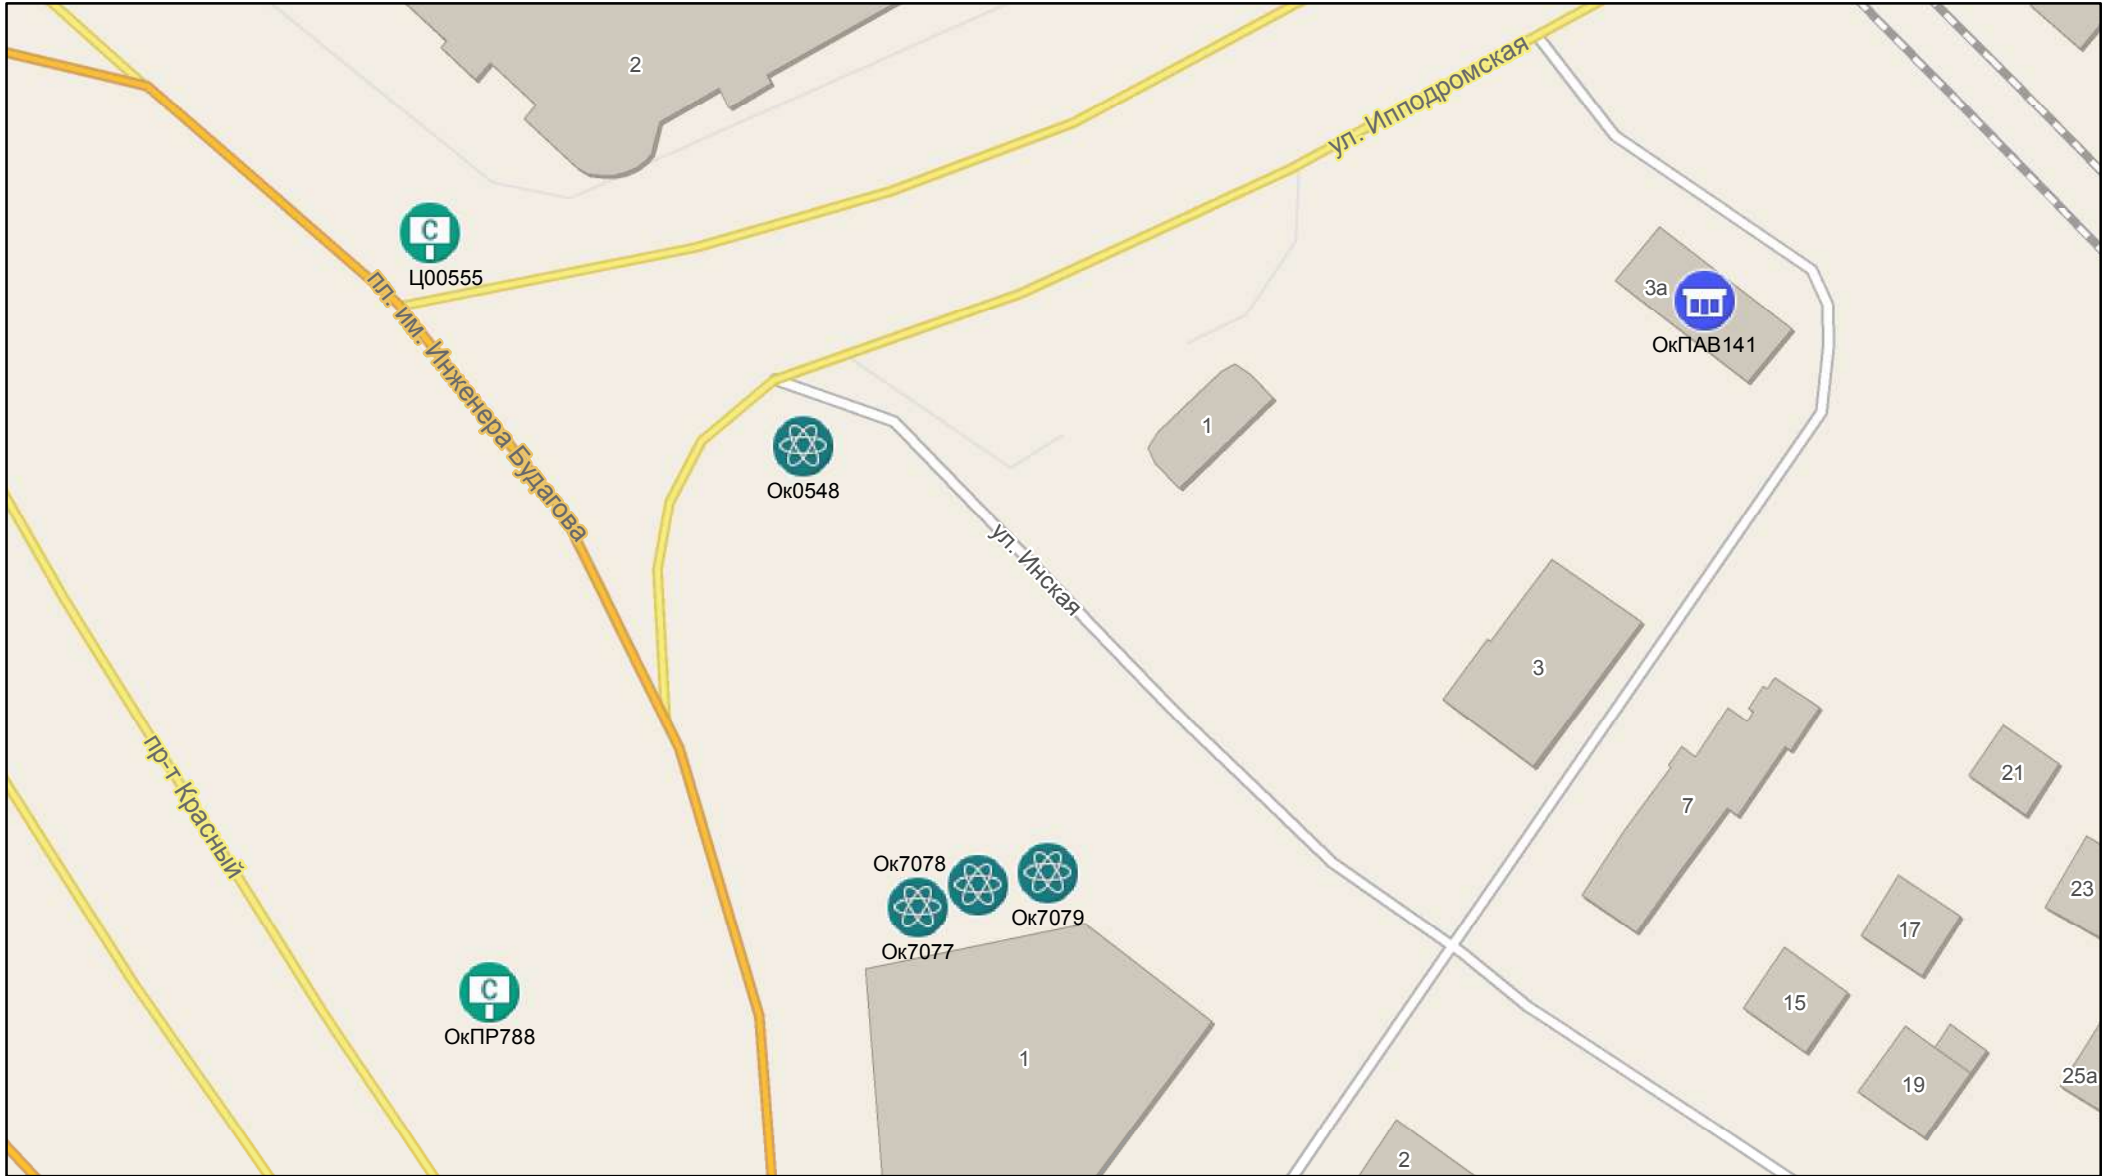 2
ул. Ипподромская
С
Ц00555
пл. им. Инженера Будагова
3а
ОкПАВ141
1
Ок0548
ул. Инская
3
пр-т Красный
7
21
Ок7078
Ок7079
Ок7077
23
17
С
ОкПР788
15
1
19
25а
2